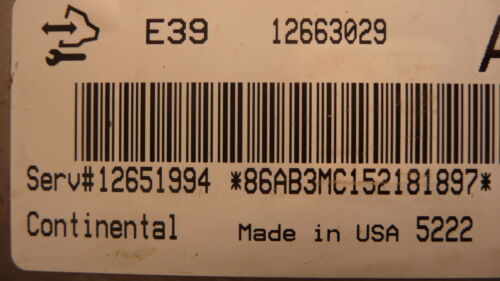 E39 12663029 A
Serv#12651994 *86AB3MC152181897*
Continental Made in USA 5222